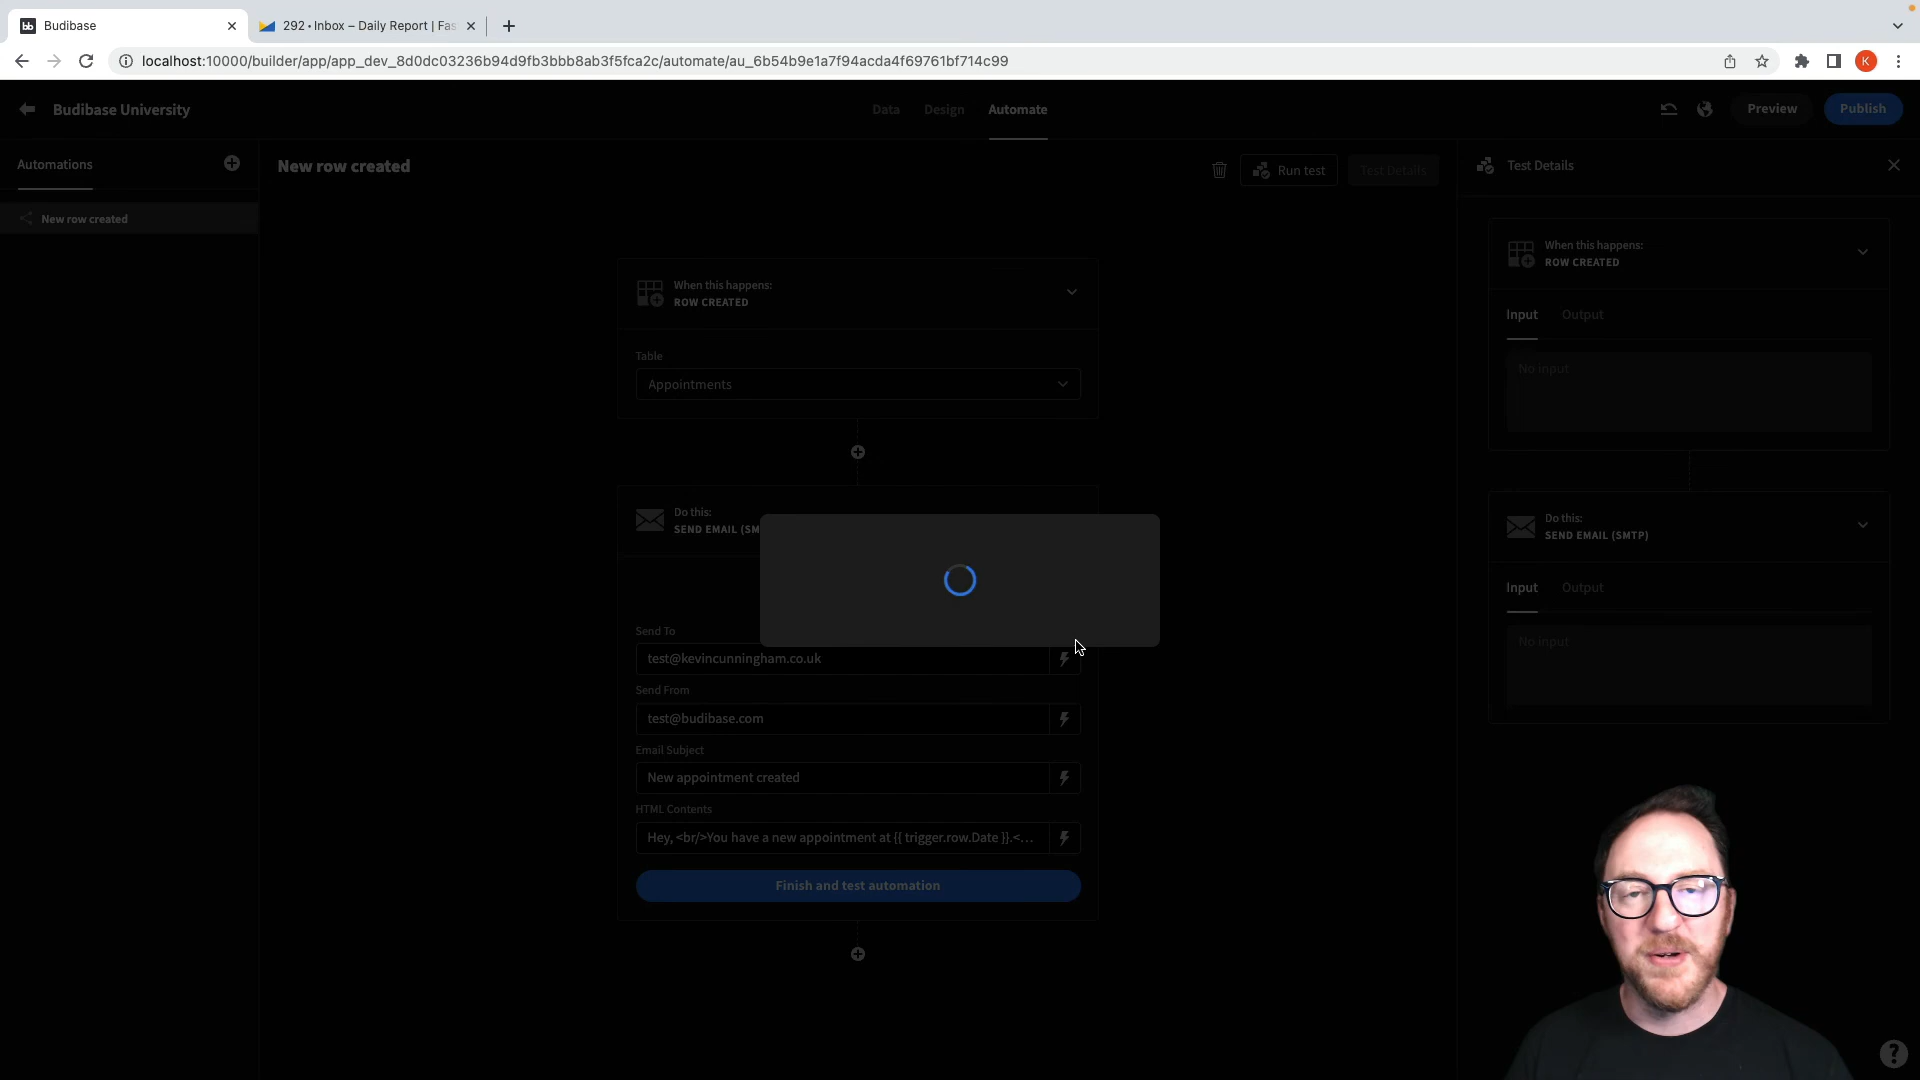 Budibase
292 • Inbox – Daily Report | Fas
localhost:10000/builder/app/app_dev_8d0dc03236b94d9fb3bbb8ab3f5fca2c/automate/au_6b54b9e1a7f94acda4f69761bf714c99
K
Budibase University
Data
Design
Automate
Preview
Publish
Automations
New row created
New row created
Run test
Test Details
Test Details
When this happens:
ROW CREATED
Table
Appointments
Do this:
SEND EMAIL (SM
Send To
test@kevincunningham.co.uk
Send From
test@budibase.com
Email Subject
New appointment created
HTML Contents
Hey, <br/>You have a new appointment at {{ trigger.row.Date }}.<...
Finish and test automation
When this happens:
ROW CREATED
Input
Output
No input
Do this:
SEND EMAIL (SMTP)
Input
Output
No input